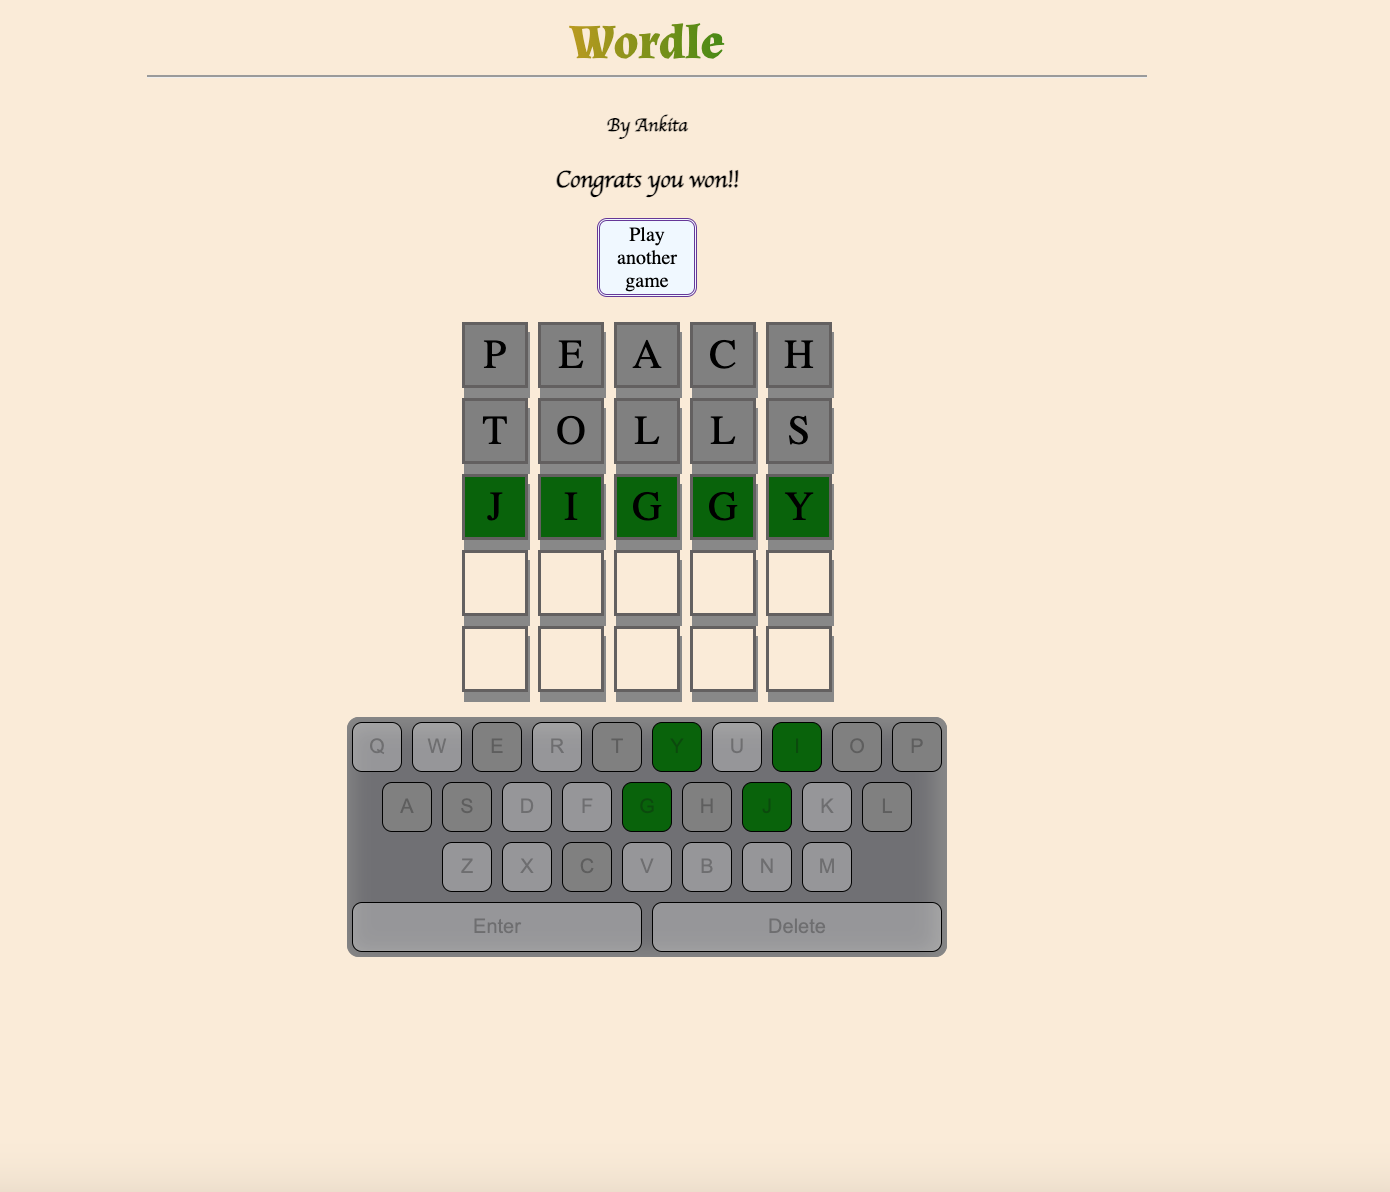 Wordle
By Ankita
Congrats you won!!
Play
another
game
P E A C H
T O L L S
J I G G Y
Q W E R T Y U I O P
A S D F G H J K L
Z X C V B N M
Enter Delete